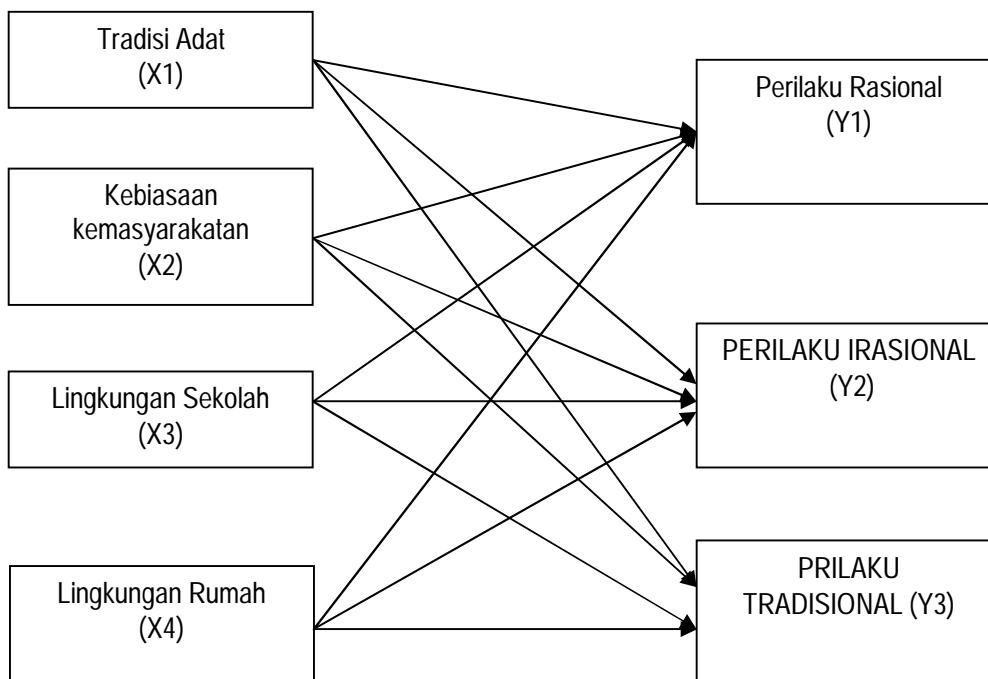 Tradisi Adat
(X1)
Kebiasaan
kemasyarakatan
(X2)
Lingkungan Sekolah
(X3)
Lingkungan Rumah
(X4)
Perilaku Rasional
(Y1)
PERILAKU IRASIONAL
(Y2)
PRILAKU
TRADISIONAL (Y3)